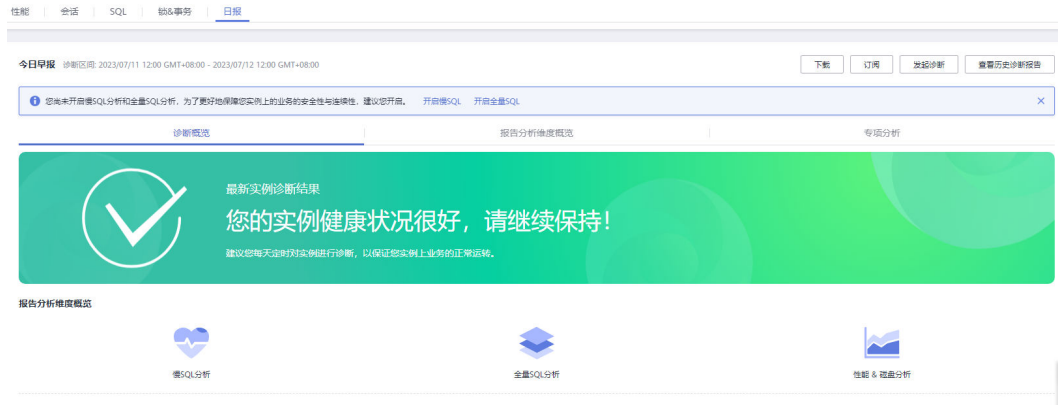 性能 会话 SQL 锁&事务 日报
今日早报 诊断区间: 2023/07/11 12:00 GMT+08:00 - 2023/07/12 12:00 GMT+08:00 下载 订阅 发起诊断 查看历史诊断报告
您尚未开启慢SQL分析和全量SQL分析，为了更好地保障您实例上的业务的安全性与连续性，建议您开启。 开启慢SQL 开启全量SQL
诊断概览 报告分析维度概览 专项分析
最新实例诊断结果
您的实例健康状况很好，请继续保持！
建议您每天定时对实例进行诊断，以保证您实例上业务的正常运转。
报告分析维度概览
慢SQL分析 全量SQL分析 性能 & 磁盘分析